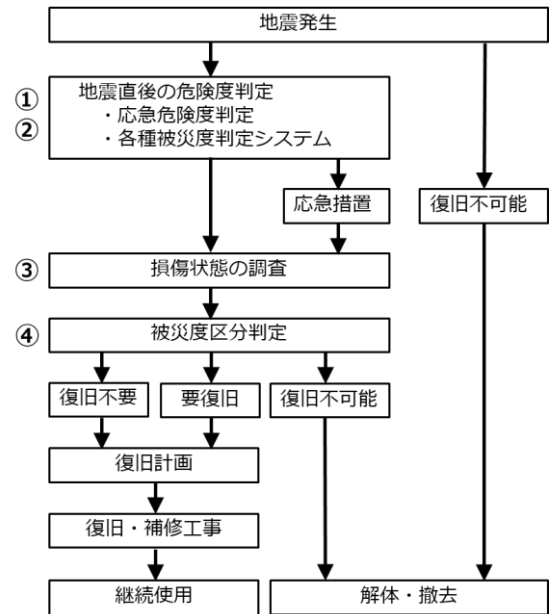 地震発生
①
地震直後の危険度判定
・応急危険度判定
②
・各種被災度判定システム
応急措置
復旧不可能
③
損傷状態の調査
④
被災度区分判定
復旧不要
要復旧
復旧不可能
復旧計画
復旧・補修工事
継続使用
解体・撤去